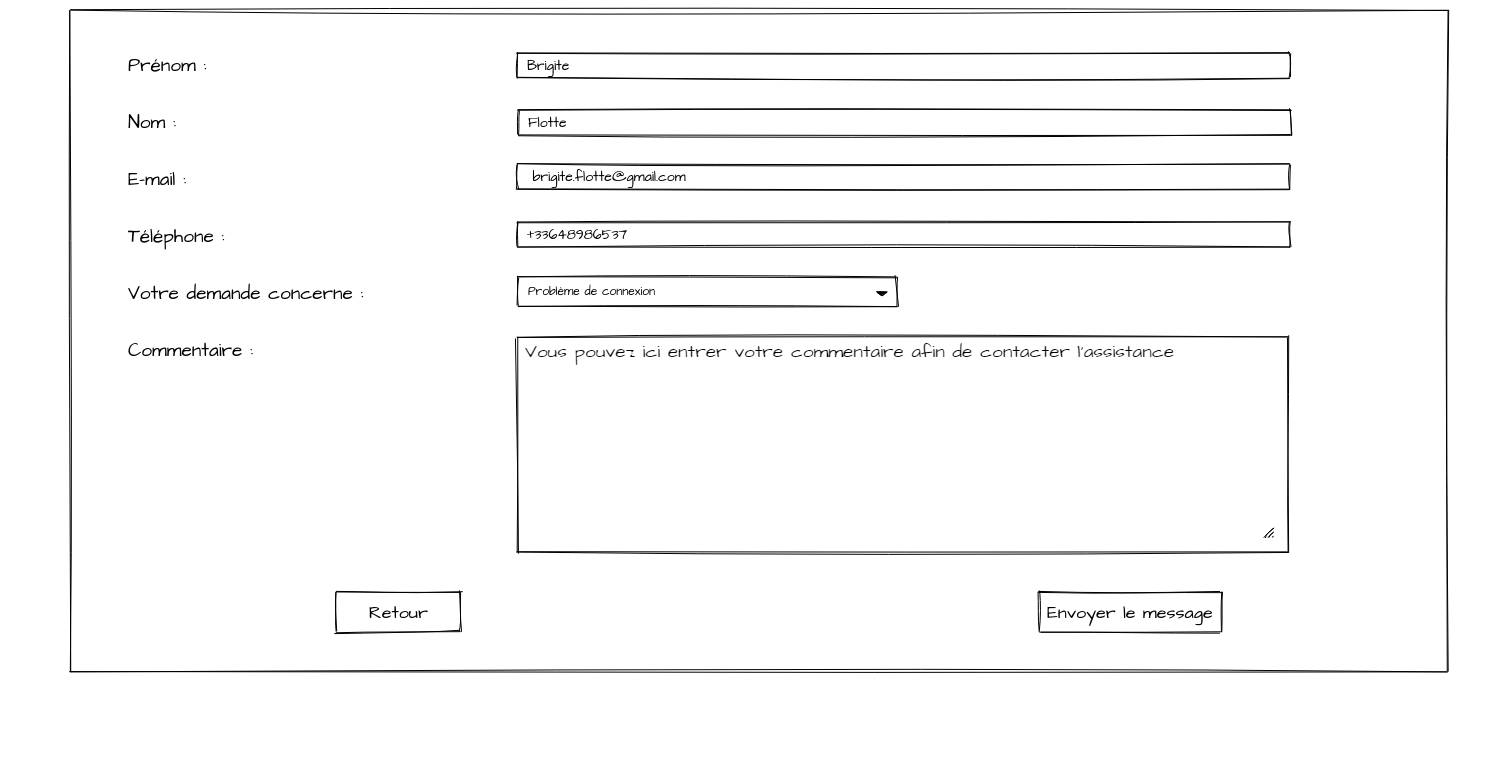 Prénom :
Brigite
Nom :
Flotte
E-mail :
brigite.flotte@gmail.com
Téléphone :
+33648986537
Votre demande concerne :
Problème de connexion
Commentaire :
Vous pouvez ici entrer votre commentaire afin de contacter l'assistance
Retour
Envoyer le message